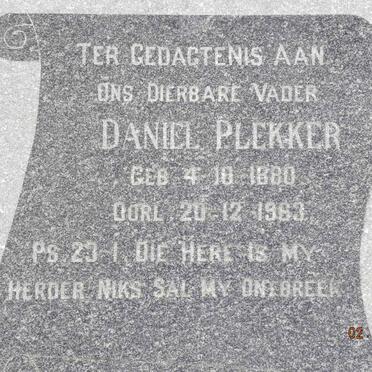 TER GEDAGTENIS AAN
ONS DIERBARE VADER
DANIEL PLEKKER
GEB 4-10-1880
OORL. 20-12-1963.
PS. 23-1. DIE HERE IS MY
HERDER NIKS SAL MY ONTBREEK.
02